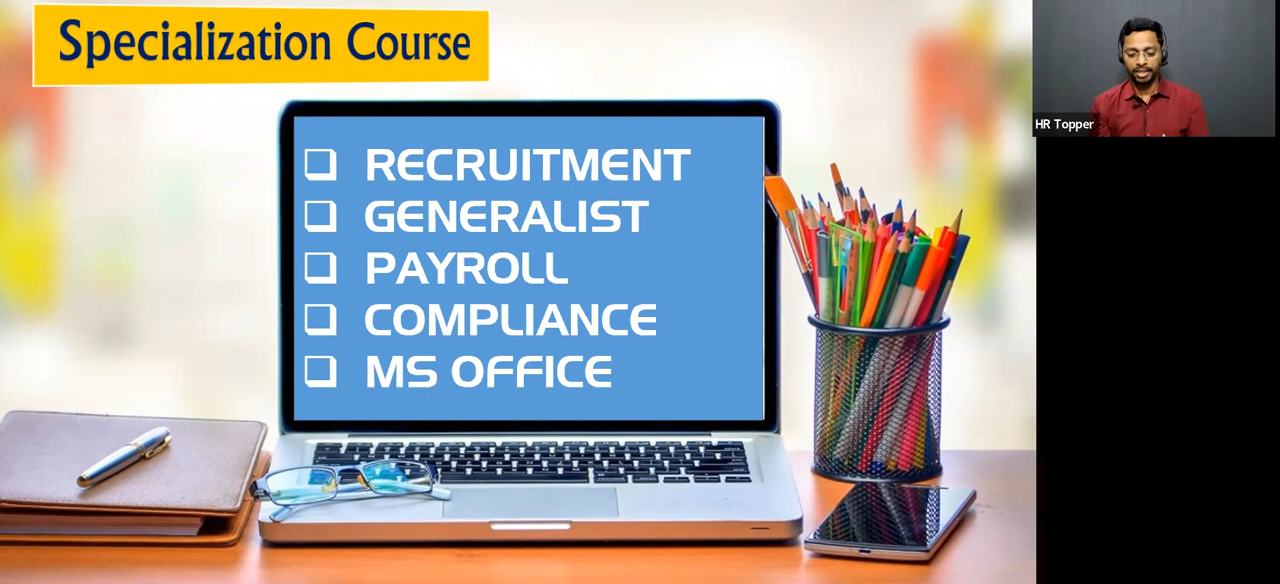 Specialization Course
RECRUITMENT
GENERALIST
PAYROLL
COMPLIANCE
MS OFFICE
HR Topper